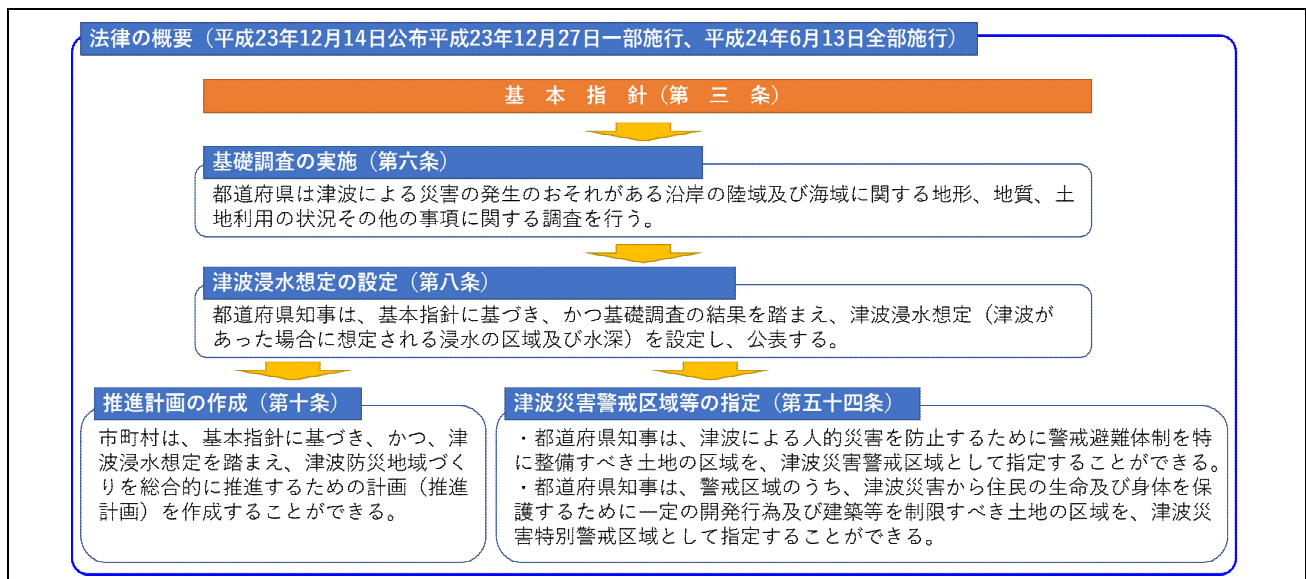 法律の概要（平成23年12月14日公布平成23年12月27日一部施行、平成24年6月13日全部施行）
基　本　指　針（第　三　条）
基礎調査の実施（第六条）
都道府県は津波による災害の発生のおそれがある沿岸の陸域及び海域に関する地形、地質、土
地利用の状況その他の事項に関する調査を行う。
津波浸水想定の設定（第八条）
都道府県知事は、基本指針に基づき、かつ基礎調査の結果を踏まえ、津波浸水想定（津波が
あった場合に想定される浸水の区域及び水深）を設定し、公表する。
推進計画の作成（第十条）
市町村は、基本指針に基づき、かつ、津
波浸水想定を踏まえ、津波防災地域づく
りを総合的に推進するための計画（推進
計画）を作成することができる。
津波災害警戒区域等の指定（第五十四条）
・都道府県知事は、津波による人的災害を防止するために警戒避難体制を特
に整備すべき土地の区域を、津波災害警戒区域として指定することができる。
・都道府県知事は、警戒区域のうち、津波災害から住民の生命及び身体を保
護するために一定の開発行為及び建築等を制限すべき土地の区域を、津波災
害特別警戒区域として指定することができる。